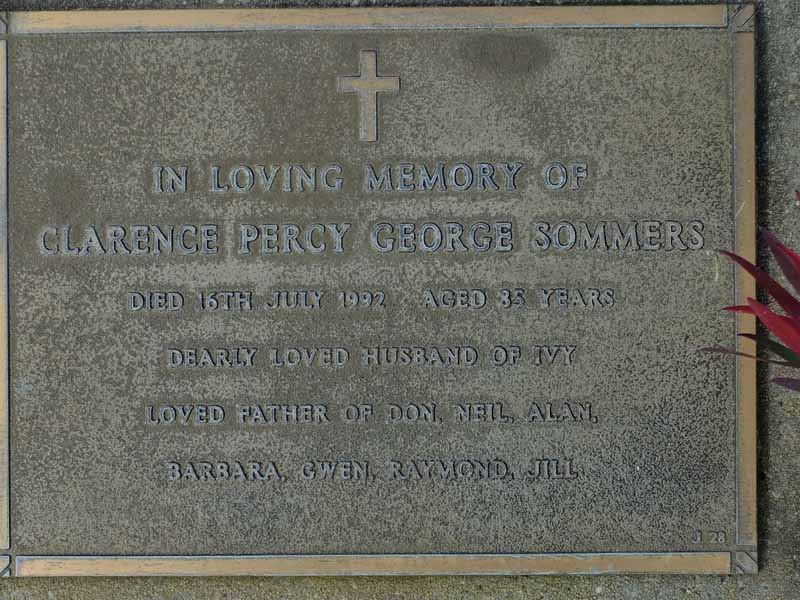 IN LOVING MEMORY OF
CLARENCE PERCY GEORGE SOMMERS
DIED 16TH JULY 1992 AGED 85 YEARS
DEARLY LOVED HUSBAND OF IVY
LOVED FATHER OF DON, NEIL, ALAN,
BARBARA, GWEN, RAYMOND, JILL
J 28